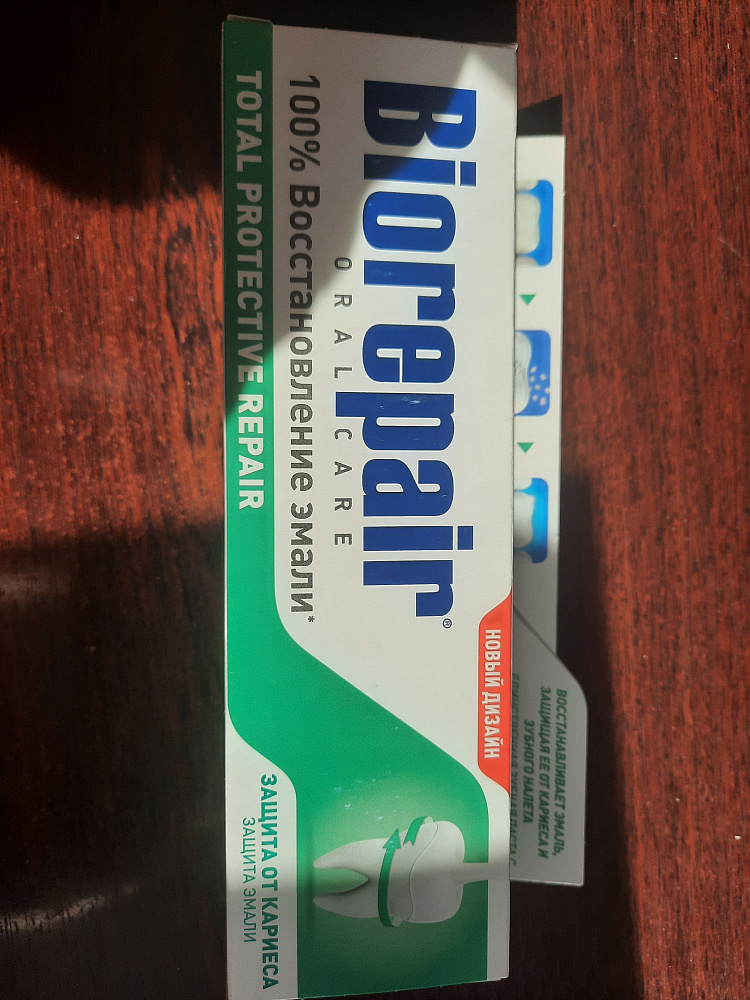 Biorepair®
ORAL CARE
100% Восстановление эмали*
TOTAL PROTECTIVE REPAIR
НОВЫЙ ДИЗАЙН
ЗАЩИТА ОТ КАРИЕСА
ЗАЩИТА ЭМАЛИ
ВОССТАНАВЛИВАЕТ ЭМАЛЬ,
ЗАЩИЩАЯ ЕЕ ОТ КАРИЕСА И
ЗУБНОГО НАЛЕТА